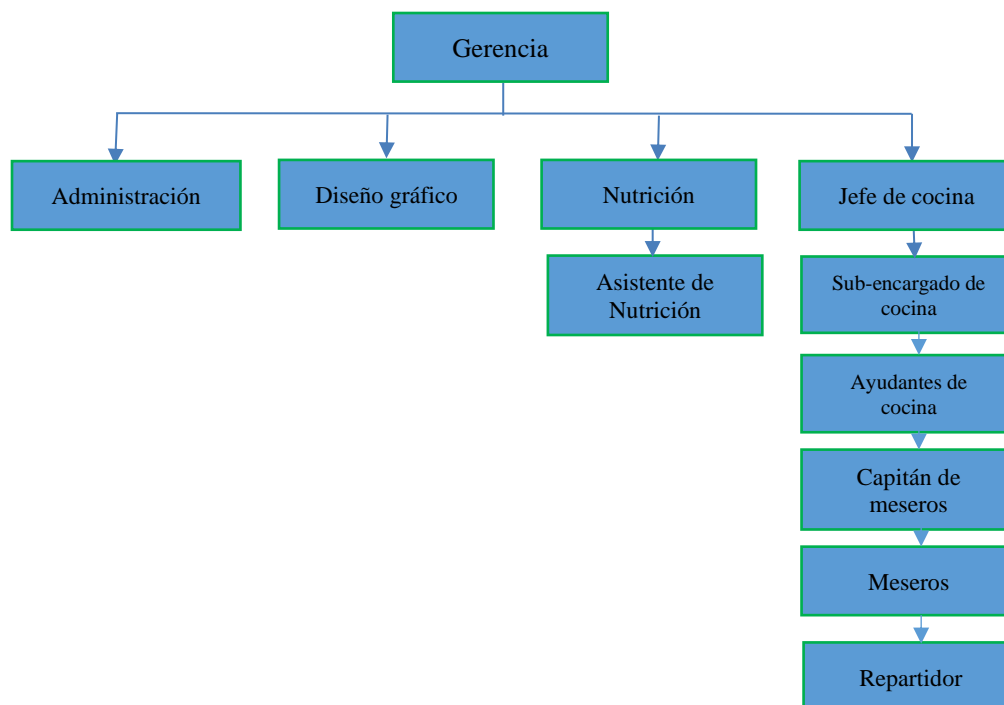 Gerencia
Administración
Diseño gráfico
Nutrición
Jefe de cocina
Asistente de
Nutrición
Sub-encargado de
cocina
Ayudantes de
cocina
Capitán de
meseros
Meseros
Repartidor